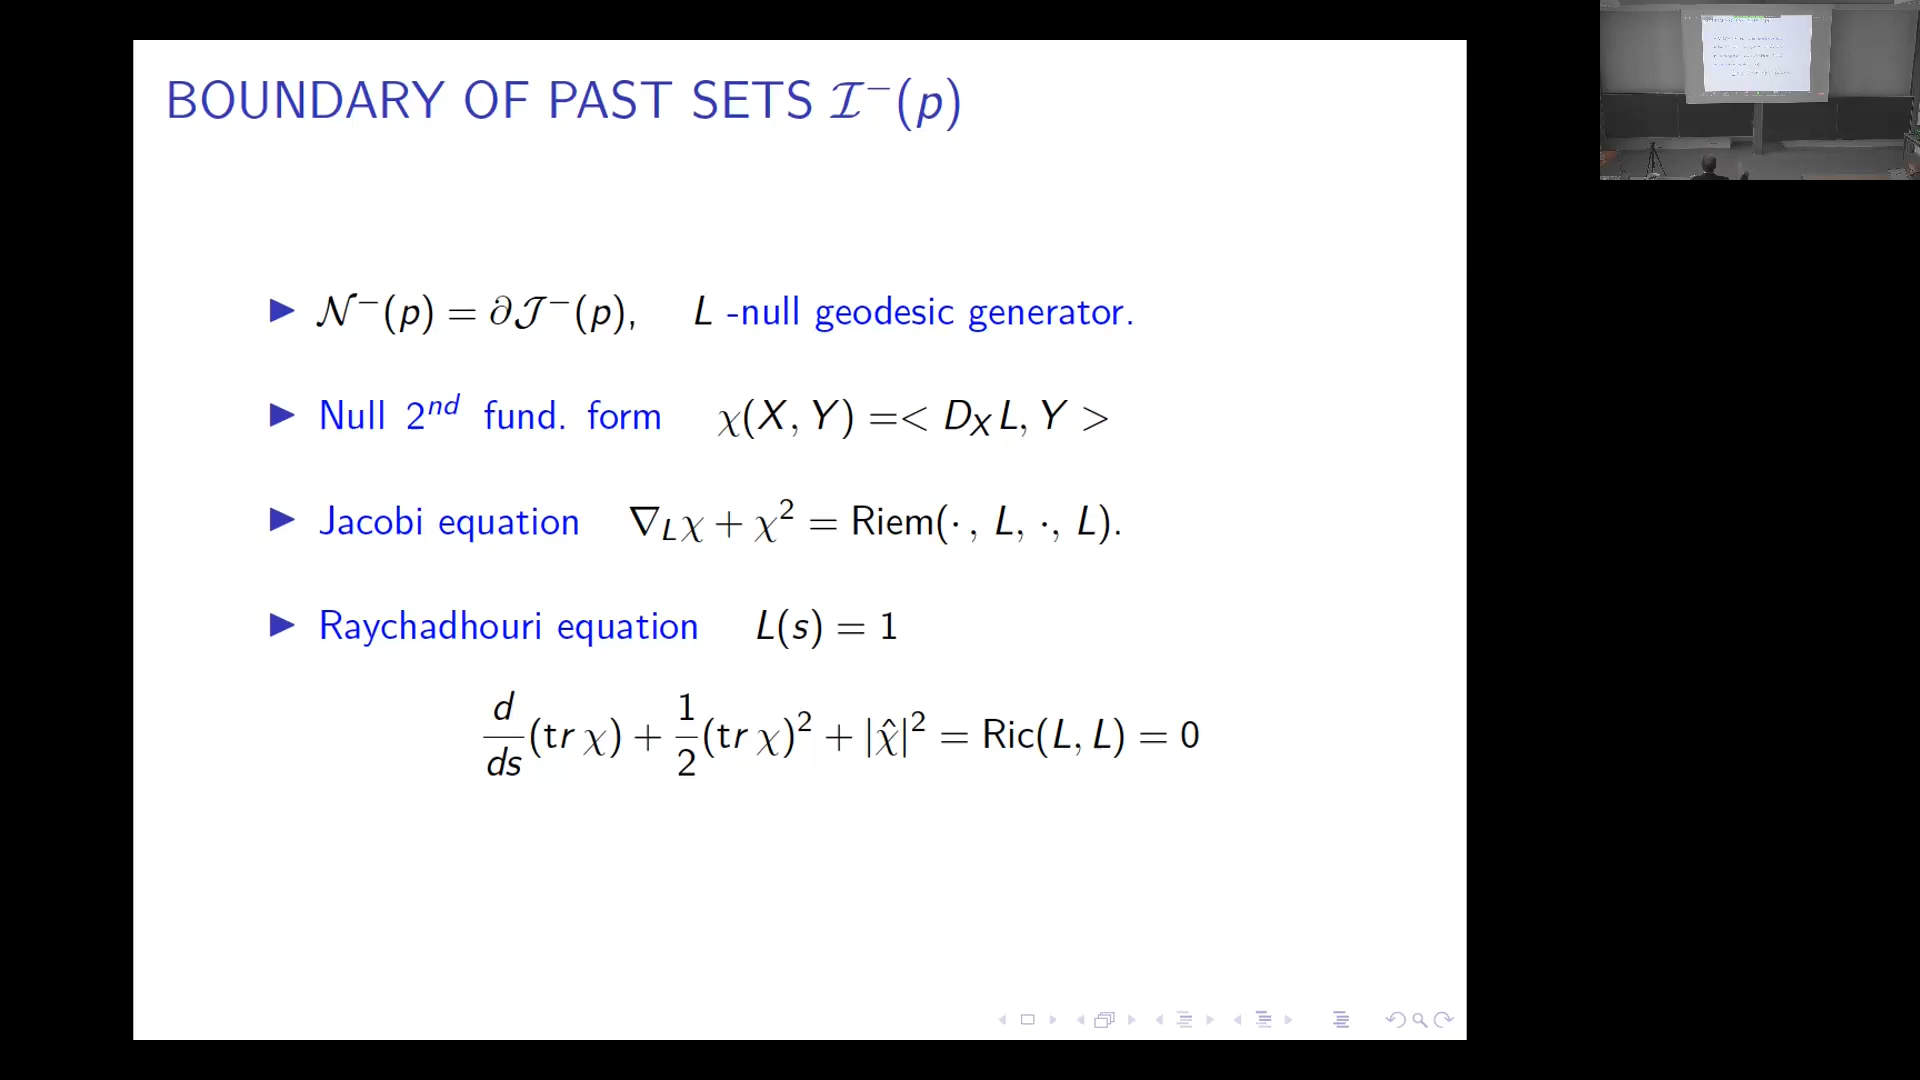 BOUNDARY OF PAST SETS ℐ⁻(p)
▶ 𝒩⁻(p) = ∂𝒥⁻(p), L -null geodesic generator.
▶ Null 2ⁿᵈ fund. form χ(X, Y) =< D_X L, Y >
▶ Jacobi equation ∇_L χ + χ² = Riem(· , L, ·, L).
▶ Raychadhouri equation L(s) = 1
d/ds (tr χ) + 1/2 (tr χ)² + |χ̂|² = Ric(L, L) = 0